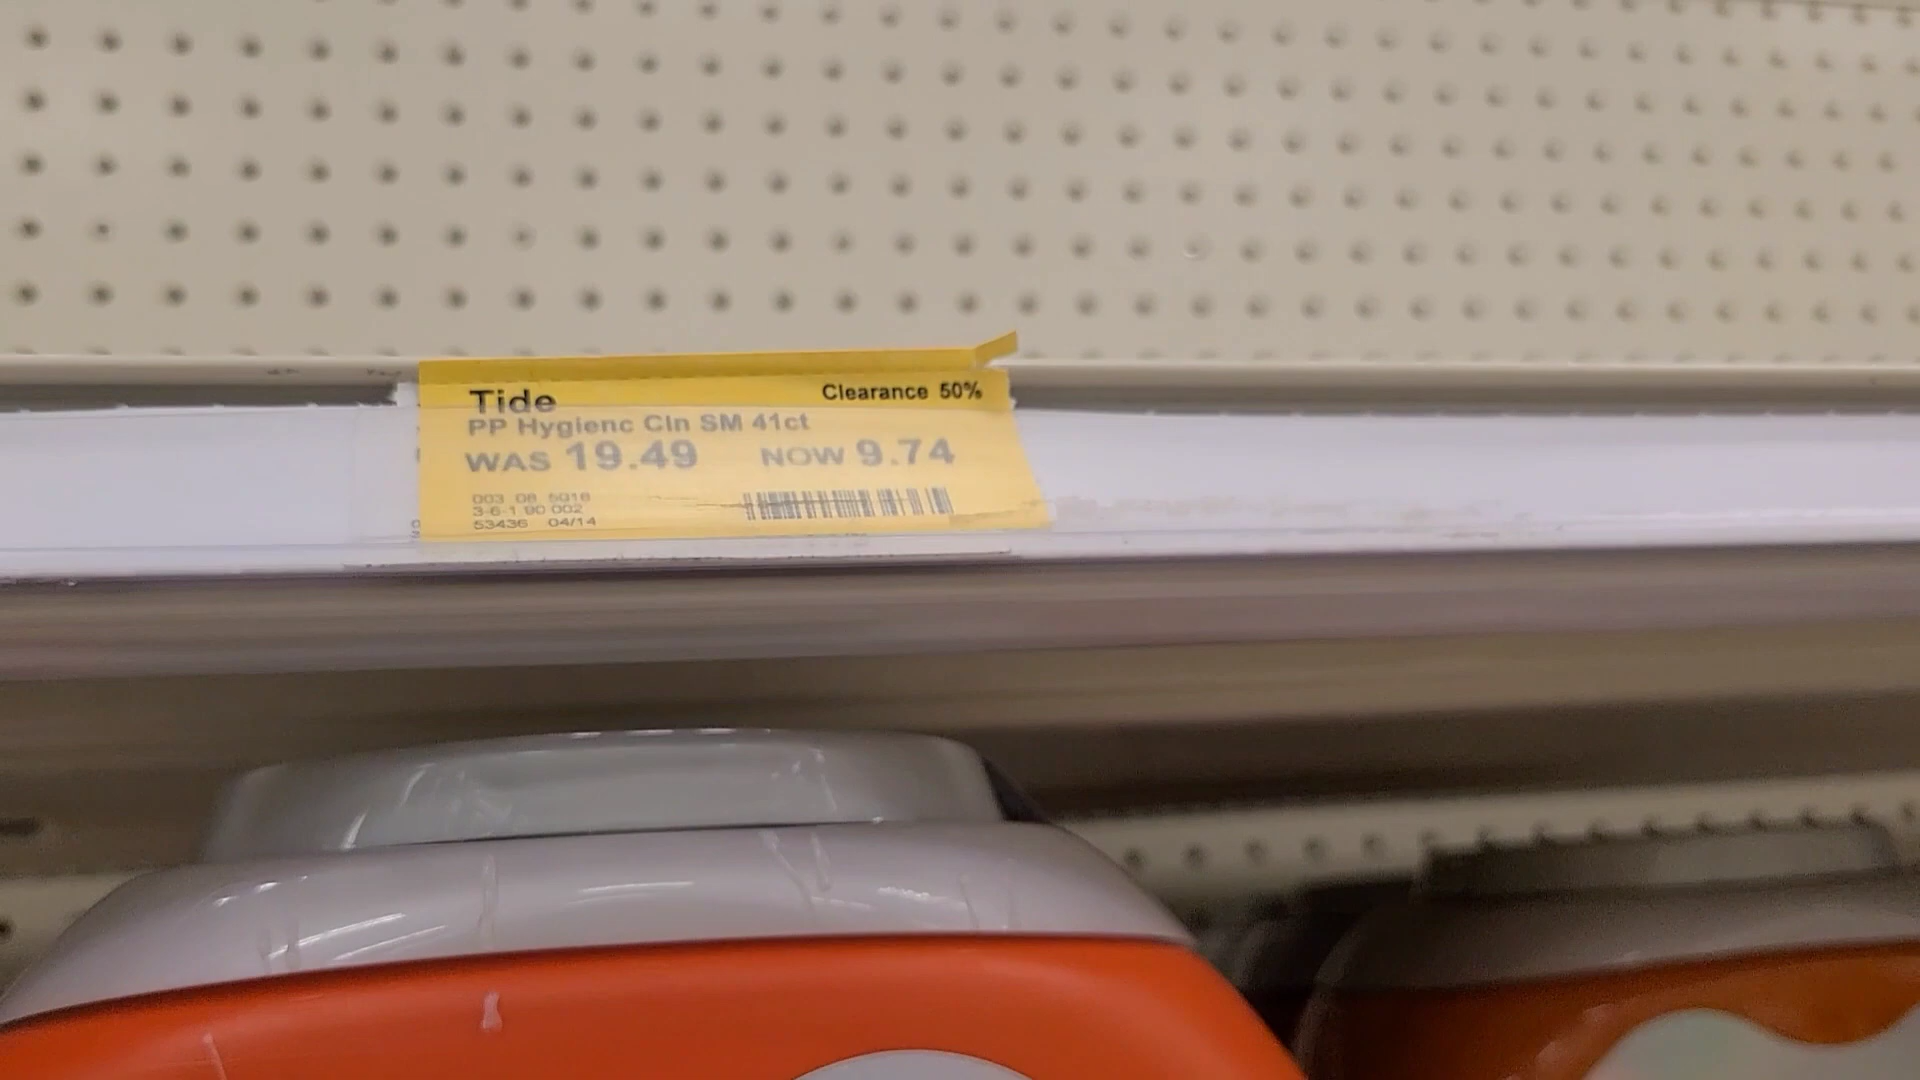 Tide Clearance 50%
PP Hygienc Cln SM 41ct
WAS 19.49 NOW 9.74
003 08 5018
3-6-1 90 002
53436 04/14